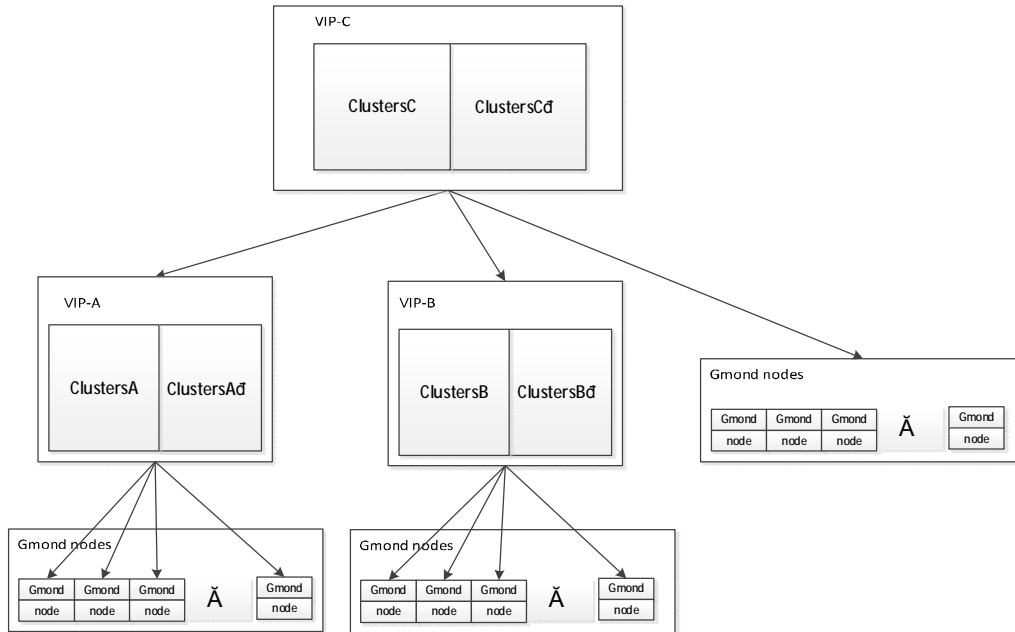 VIP-C
ClustersC
ClustersCđ
VIP-A
ClustersA
ClustersAđ
VIP-B
ClustersB
ClustersBđ
Gmond nodes
Gmond Gmond Gmond Ă Gmond
node node node node
Gmond nodes
Gmond Gmond Gmond Ă Gmond
node node node node
Gmond nodes
Gmond Gmond Gmond Ă Gmond
node node node node